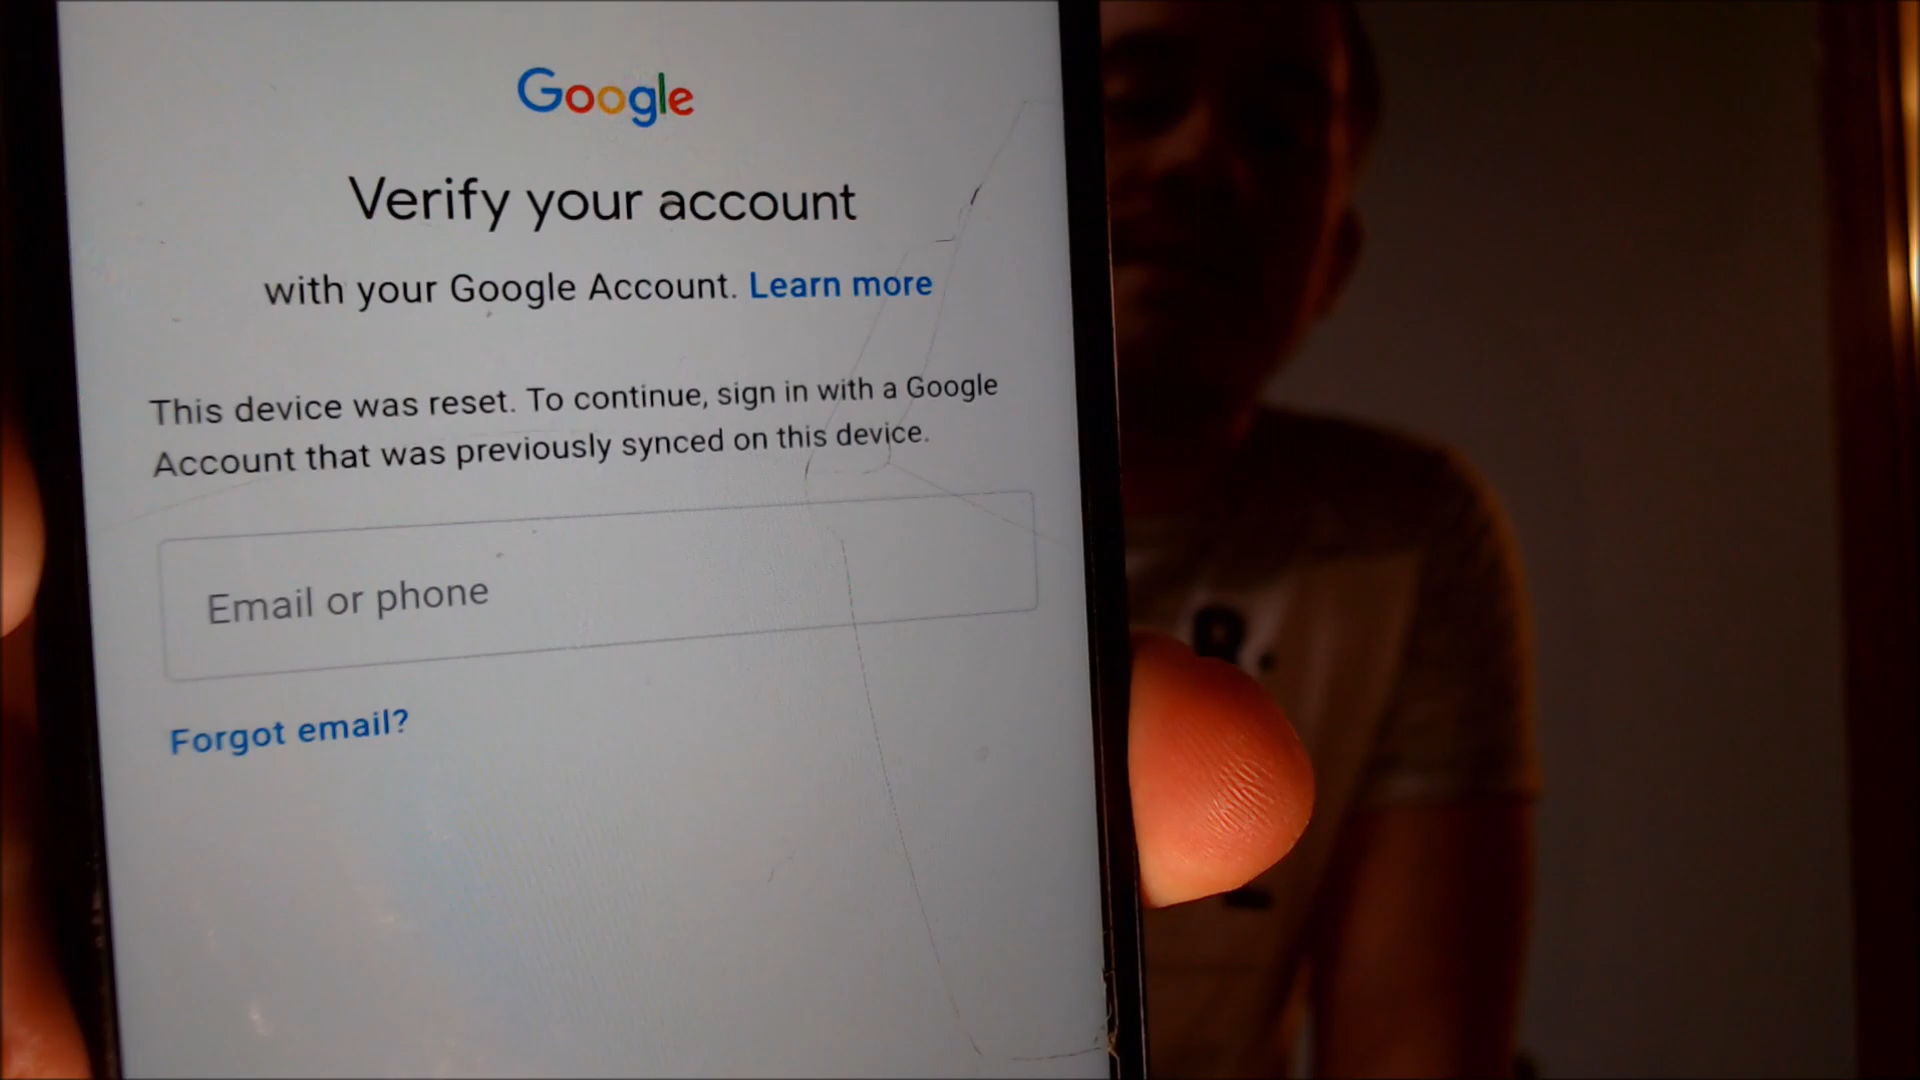 Google
Verify your account
with your Google Account. Learn more
This device was reset. To continue, sign in with a Google
Account that was previously synced on this device.
Email or phone
Forgot email?